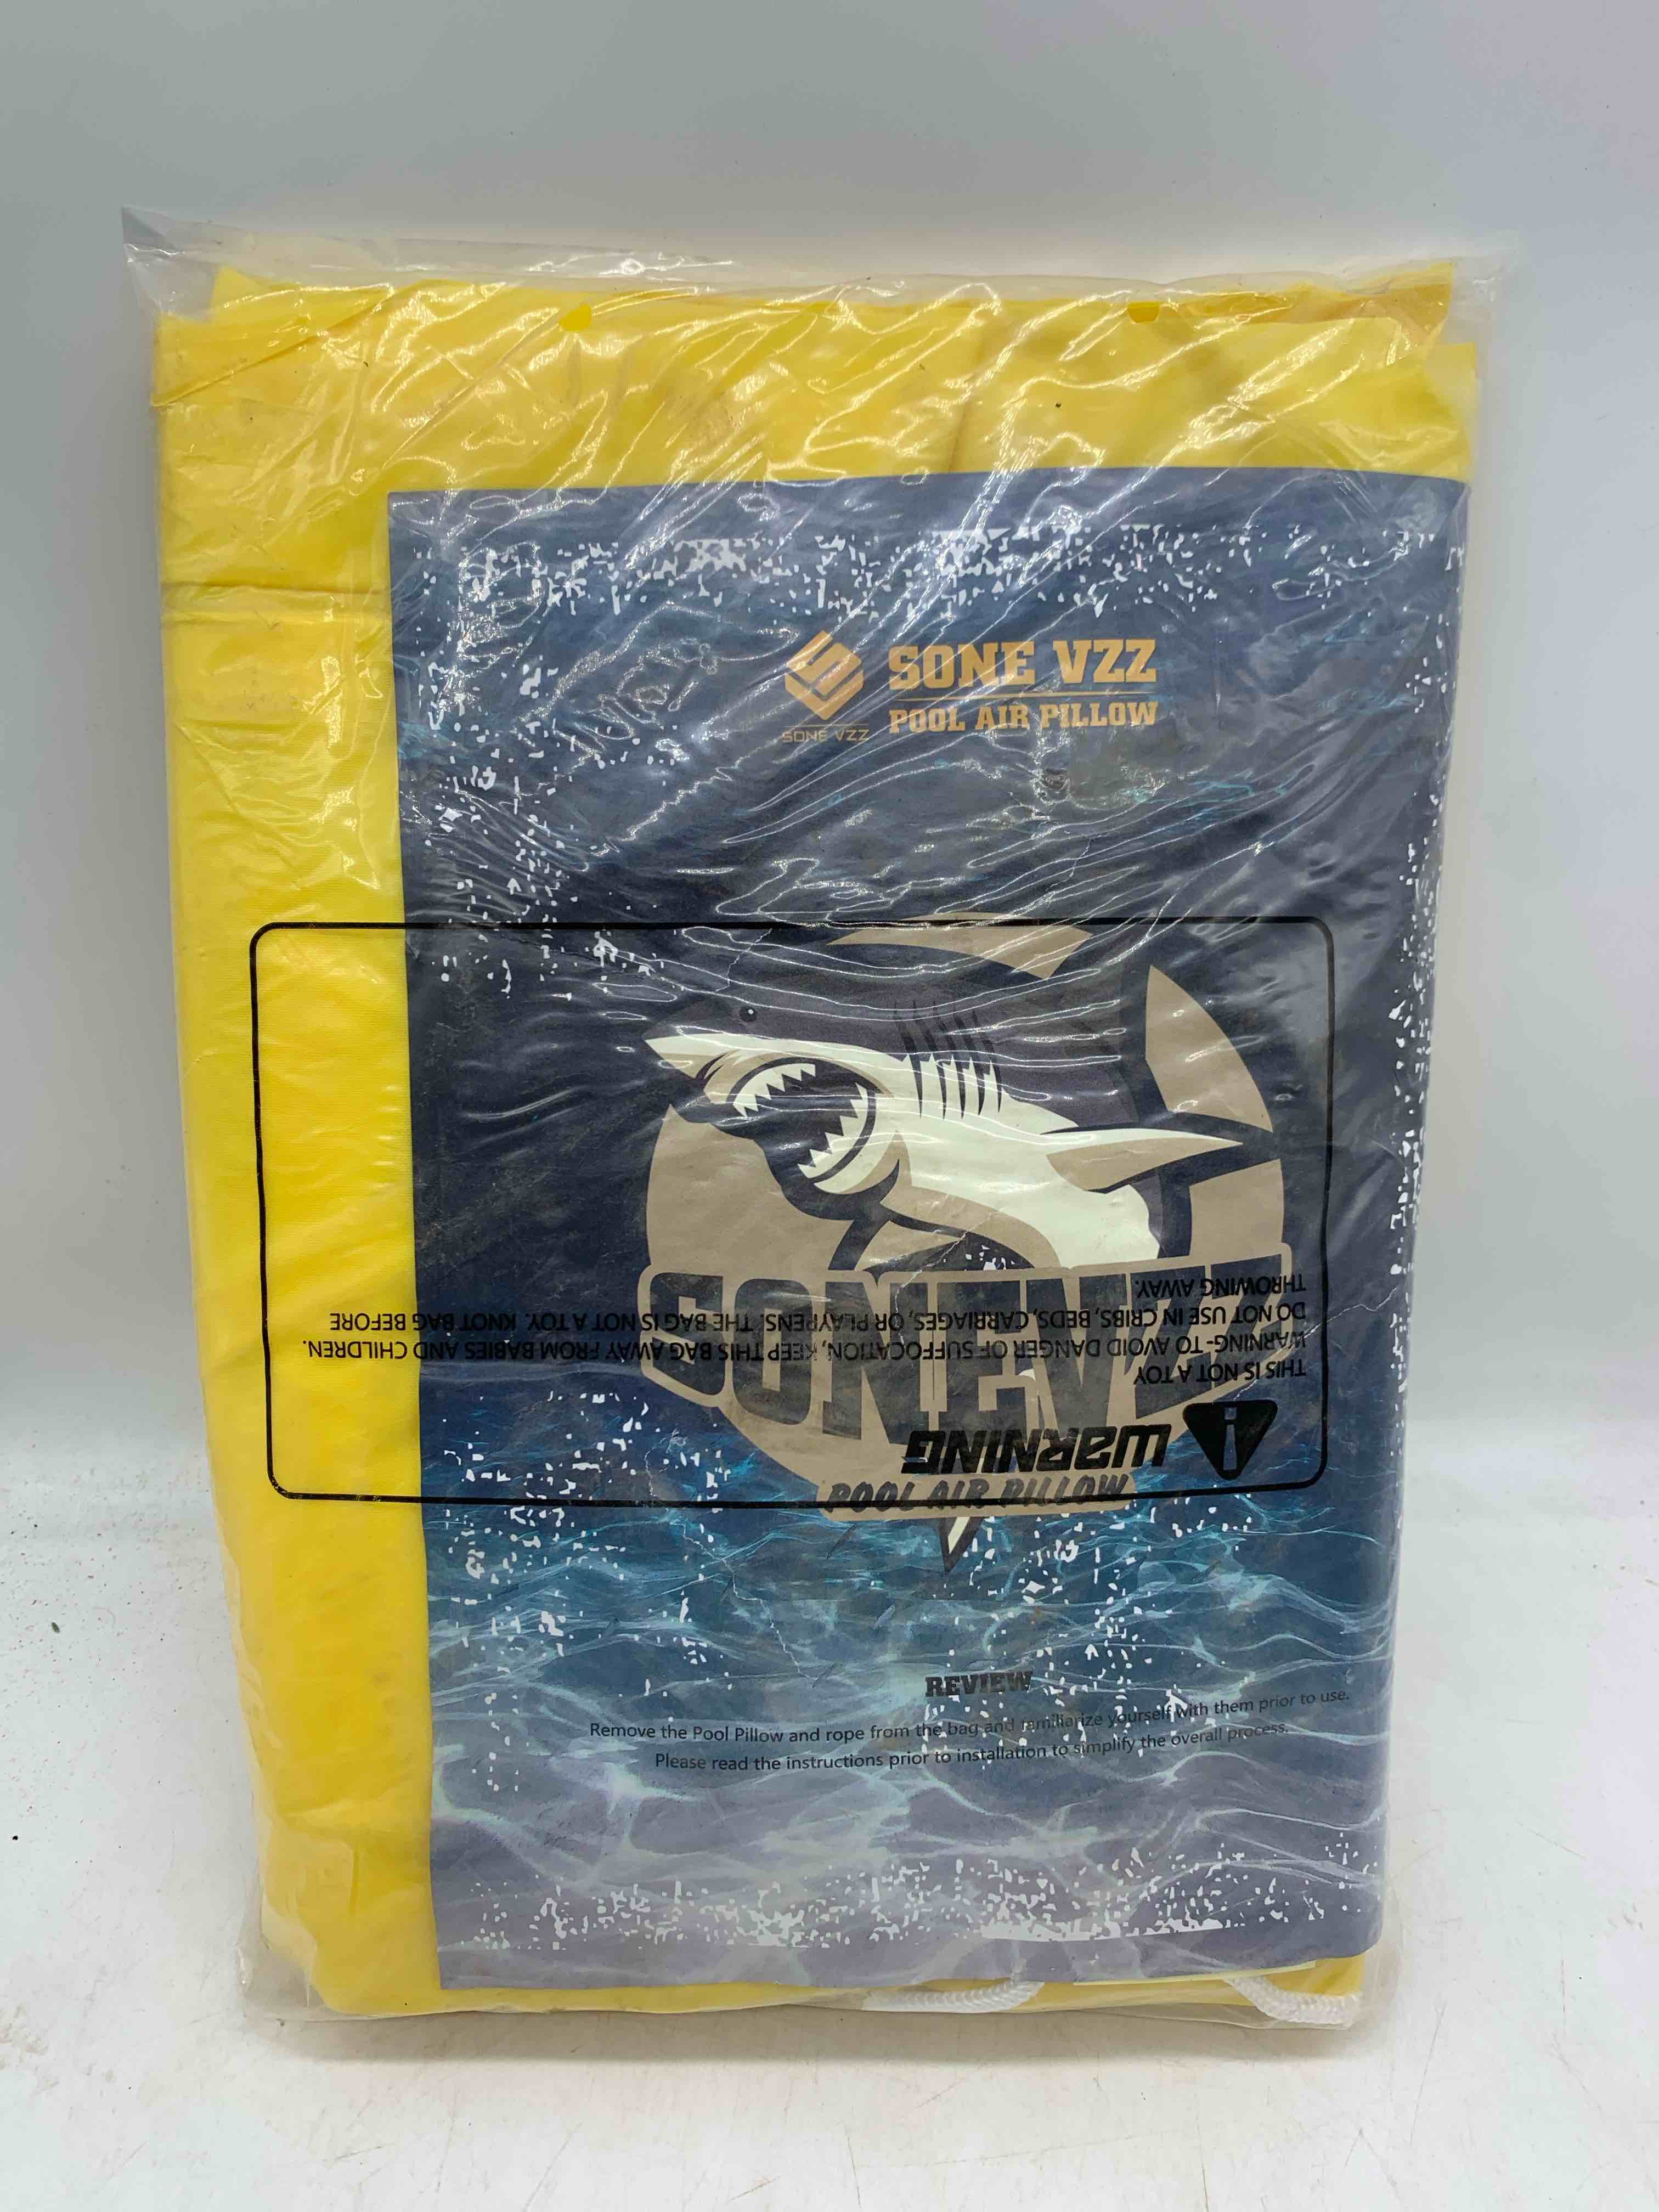 SONE VZZ
POOL AIR PILLOW
SONE VZZ
SONEVZZ
POOL AIR PILLOW
WARNING
THIS IS NOT A TOY
WARNING- TO AVOID DANGER OF SUFFOCATION, KEEP THIS BAG AWAY FROM BABIES AND CHILDREN.
DO NOT USE IN CRIBS, BEDS, CARRIAGES, OR PLAYPENS. THE BAG IS NOT A TOY. KNOT BAG BEFORE
THROWING AWAY.
REVIEW
Remove the Pool Pillow and rope from the bag and familiarize yourself with them prior to use.
Please read the instructions prior to installation to simplify the overall process.